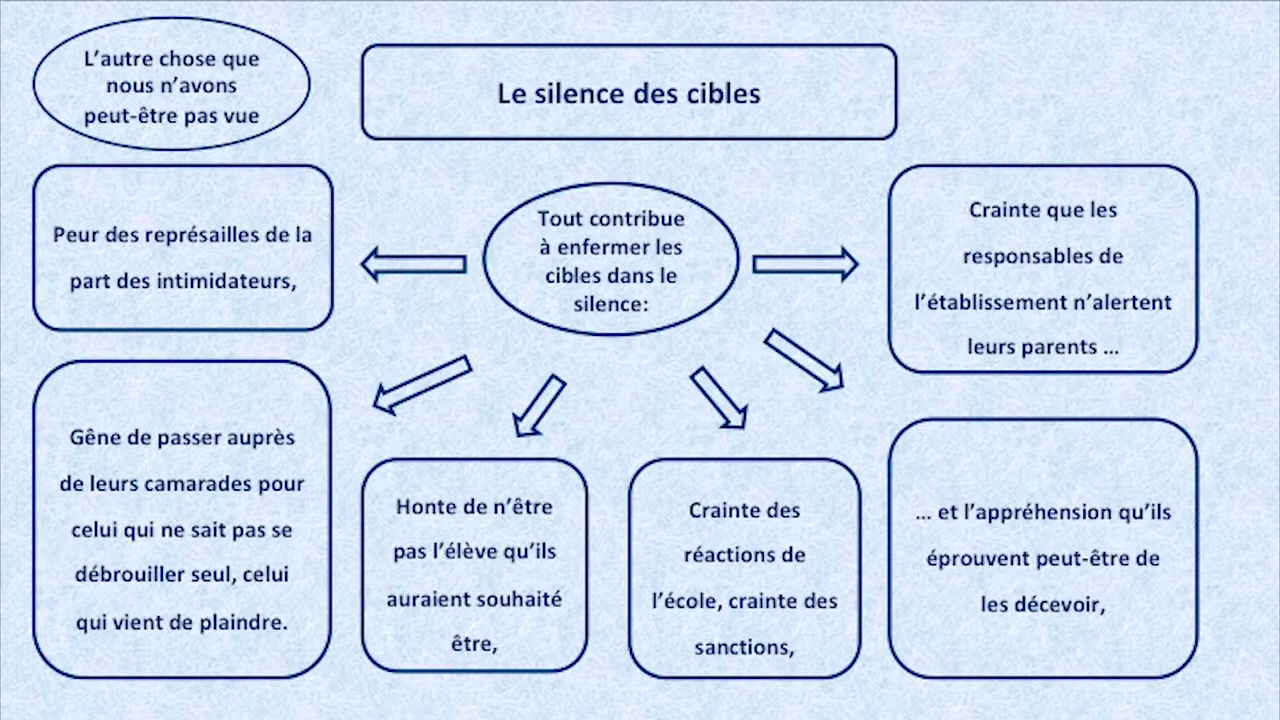 L'autre chose que
nous n'avons
peut-être pas vue
Le silence des cibles
Tout contribue
à enfermer les
cibles dans le
silence:
Peur des représailles de la
part des intimidateurs,
Gêne de passer auprès
de leurs camarades pour
celui qui ne sait pas se
débrouiller seul, celui
qui vient de plaindre.
Honte de n'être
pas l'élève qu'ils
auraient souhaité
être,
Crainte des
réactions de
l'école, crainte des
sanctions,
Crainte que les
responsables de
l'établissement n'alertent
leurs parents ...
... et l'appréhension qu'ils
éprouvent peut-être de
les décevoir,